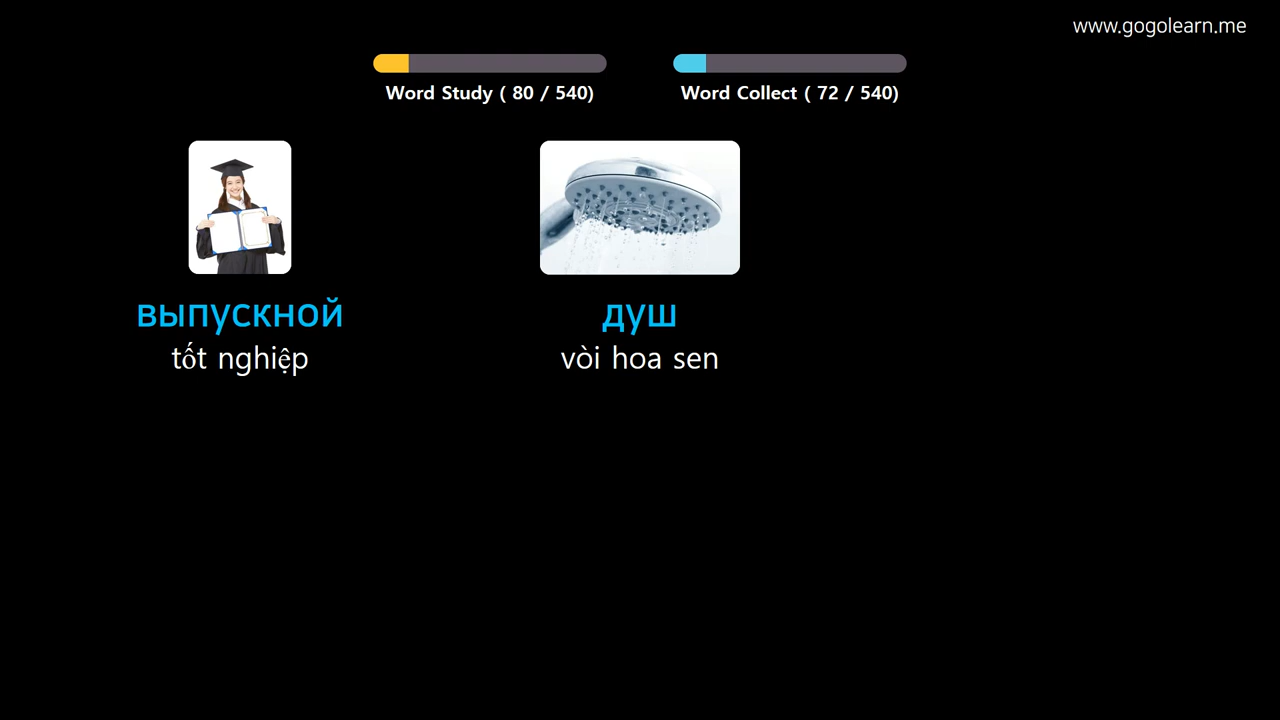 www.gogolearn.me
Word Study ( 80 / 540)
Word Collect ( 72 / 540)
выпускной
tốt nghiệp
душ
vòi hoa sen